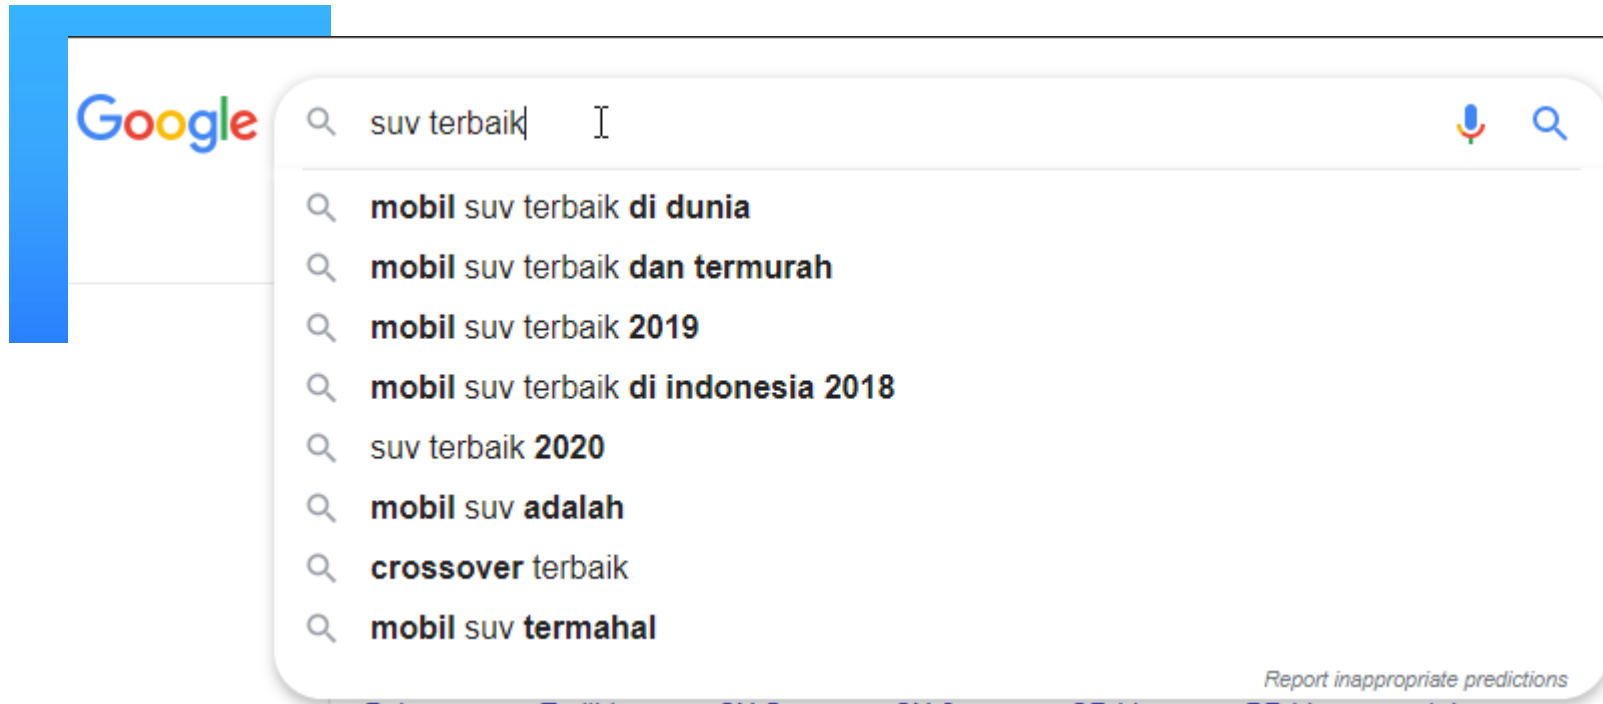 Google
suv terbaik
mobil suv terbaik di dunia
mobil suv terbaik dan termurah
mobil suv terbaik 2019
mobil suv terbaik di indonesia 2018
suv terbaik 2020
mobil suv adalah
crossover terbaik
mobil suv termahal
Report inappropriate predictions